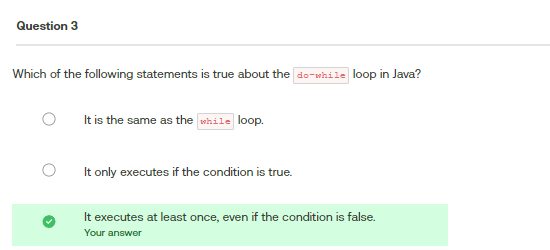 Question 3
Which of the following statements is true about the do-while loop in Java?
It is the same as the while loop.
It only executes if the condition is true.
It executes at least once, even if the condition is false.
Your answer